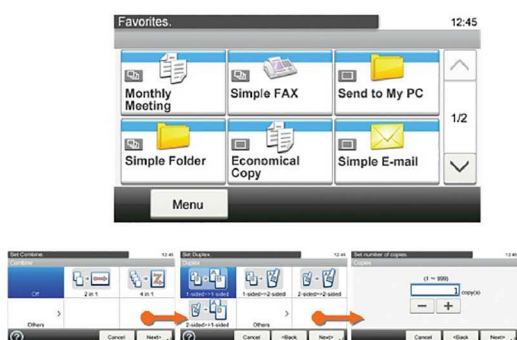 Favorites.
12:45
Monthly
Meeting
Simple FAX
Send to My PC
1/2
Simple Folder
Economical
Copy
Simple E-mail
Menu
Set Combine.
12:45
Combine
Off
2 in 1
4 in 1
Others
Cancel
Next>
Set Duplex.
12:45
Duplex
1-sided>>1-sided
1-sided>>2-sided
2-sided>>2-sided
2-sided>>1-sided
Others
Cancel
<Back
Next>
Set number of copies.
12:45
Copies
(1 ~ 999)
1 copy(s)
Cancel
<Back
Next>